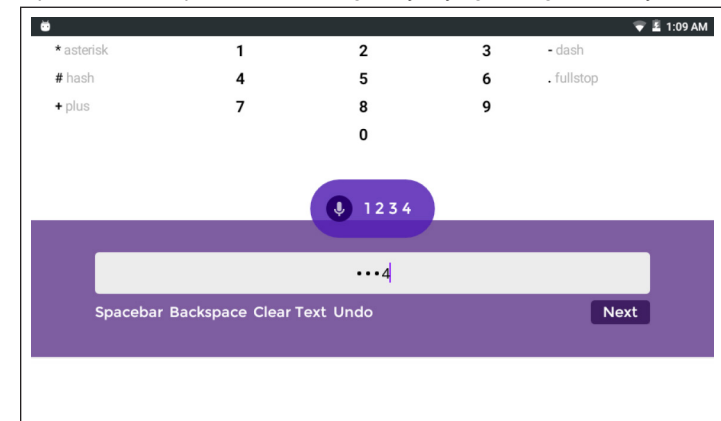 1:09 AM
* asterisk 1 2 3 - dash
# hash 4 5 6 . fullstop
+ plus 7 8 9
0
1 2 3 4
•••4
Spacebar Backspace Clear Text Undo Next